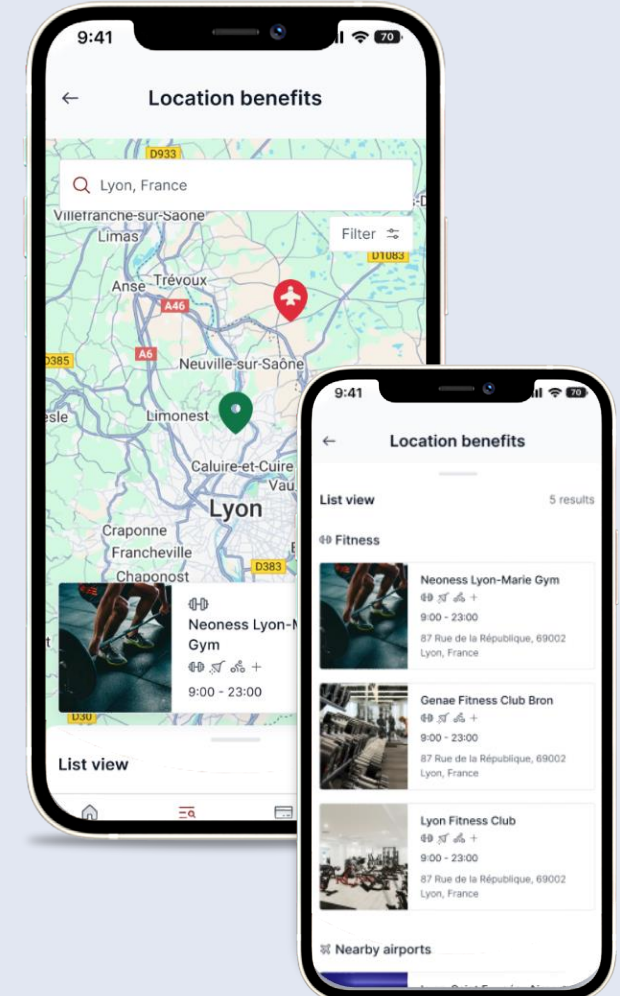 9:41
70
Location benefits
D933
Lyon, France
Villefranche-sur-Saône
Limas
Filter
D1083
Anse
Trévoux
A46
D385
A6
Neuville-sur-Saône
Limonest
Caluire-et-Cuire
Lyon
Craponne
Francheville
D383
Chaponost
Neoness Lyon-M
Gym
9:00 - 23:00
D30
List view
9:41
70
Location benefits
List view
5 results
Fitness
Neoness Lyon-Marie Gym
9:00 - 23:00
87 Rue de la République, 69002
Lyon, France
Genae Fitness Club Bron
9:00 - 23:00
87 Rue de la République, 69002
Lyon, France
Lyon Fitness Club
9:00 - 23:00
87 Rue de la République, 69002
Lyon, France
Nearby airports